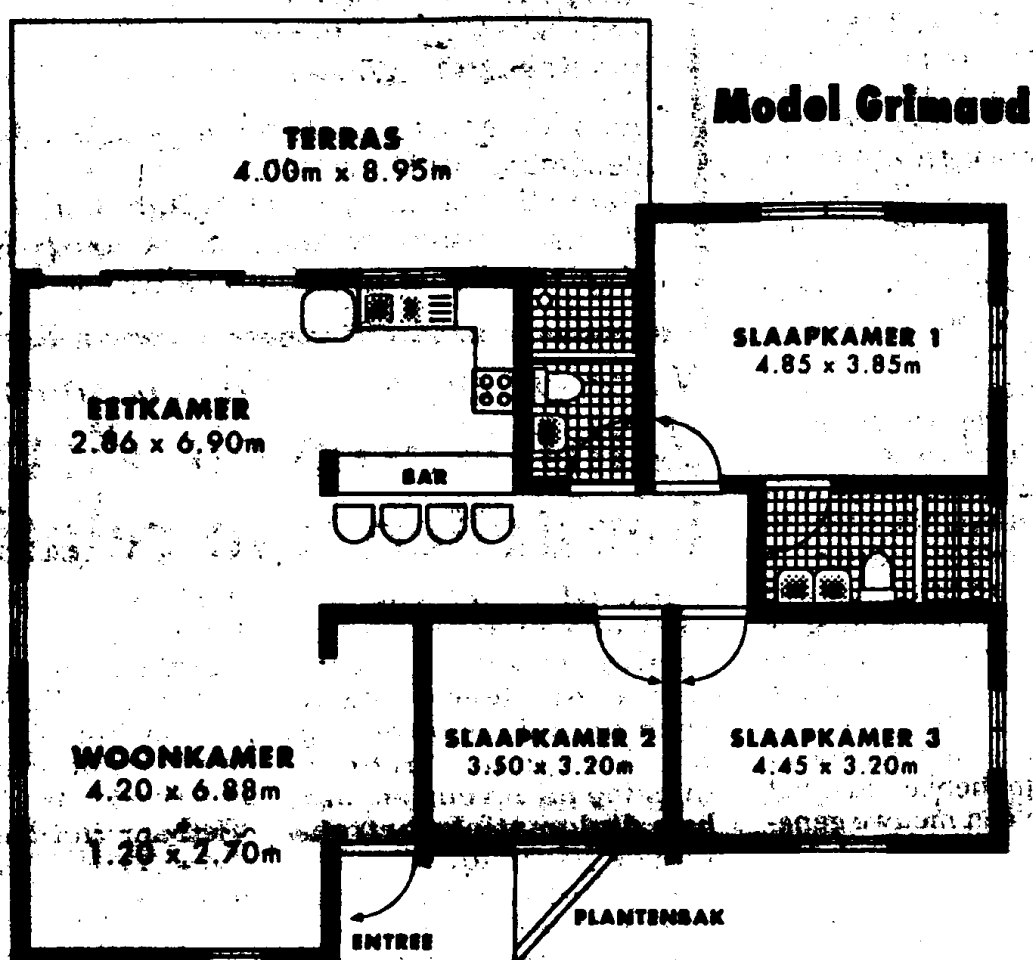 Model Grimaud
TERRAS
4.00m x 8.95m
SLAAPKAMER 1
4.85 x 3.85m
EETKAMER
2.86 x 6.90m
BAR
WOONKAMER
4.20 x 6.88m
1.20 x 2.70m
SLAAPKAMER 2
3.50 x 3.20m
SLAAPKAMER 3
4.45 x 3.20m
ENTREE
PLANTENBAK